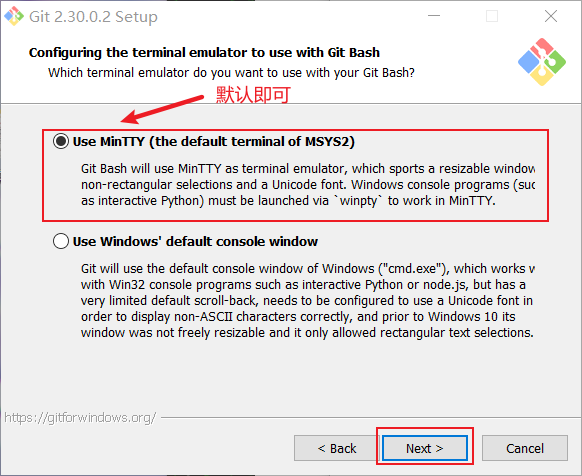 Git 2.30.0.2 Setup
Configuring the terminal emulator to use with Git Bash
Which terminal emulator do you want to use with your Git Bash?
默认即可
Use MinTTY (the default terminal of MSYS2)
Git Bash will use MinTTY as terminal emulator, which sports a resizable window
non-rectangular selections and a Unicode font. Windows console programs (suc
as interactive Python) must be launched via `winpty` to work in MinTTY.
Use Windows' default console window
Git will use the default console window of Windows ("cmd.exe"), which works w
with Win32 console programs such as interactive Python or node.js, but has a
very limited default scroll-back, needs to be configured to use a Unicode font in
order to display non-ASCII characters correctly, and prior to Windows 10 its
window was not freely resizable and it only allowed rectangular text selections.
https://gitforwindows.org/
< Back
Next >
Cancel